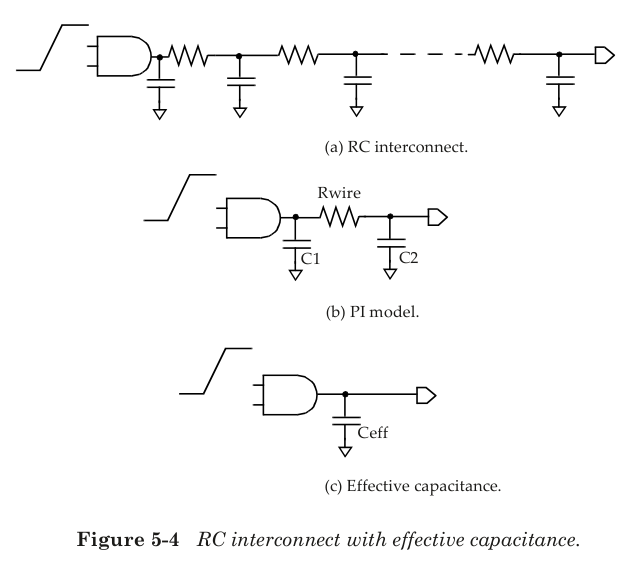 (a) RC interconnect.
Rwire
C1
C2
(b) PI model.
Ceff
(c) Effective capacitance.
Figure 5-4 RC interconnect with effective capacitance.